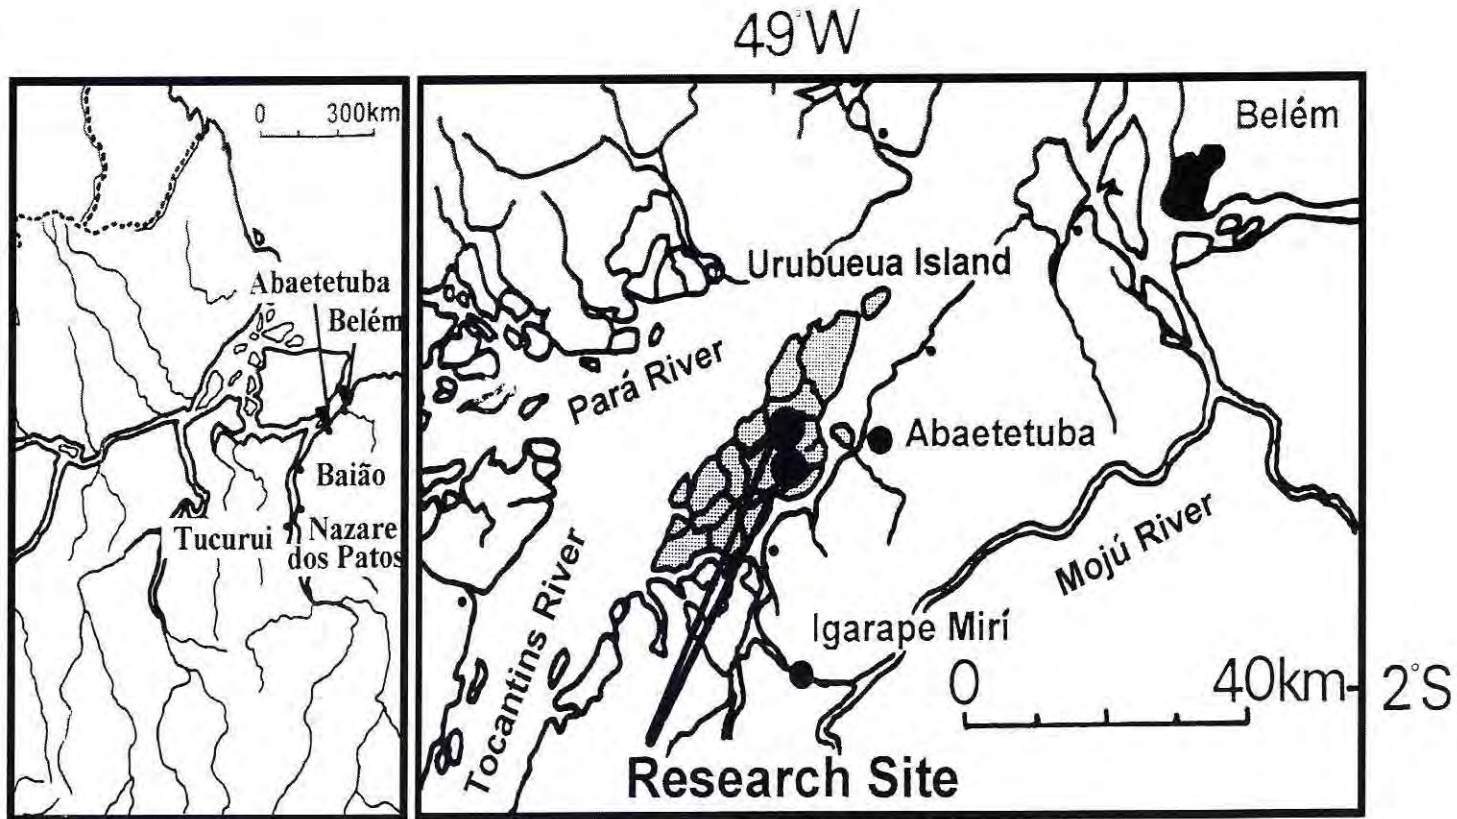 49°W
0 300km
Abaetetuba
Belém
Baião
Tucurui
Nazare
dos Patos
Belém
Urubueua Island
Pará River
Abaetetuba
Mojú River
Tocantins River
Igarape Mirí
0 40km
2°S
Research Site